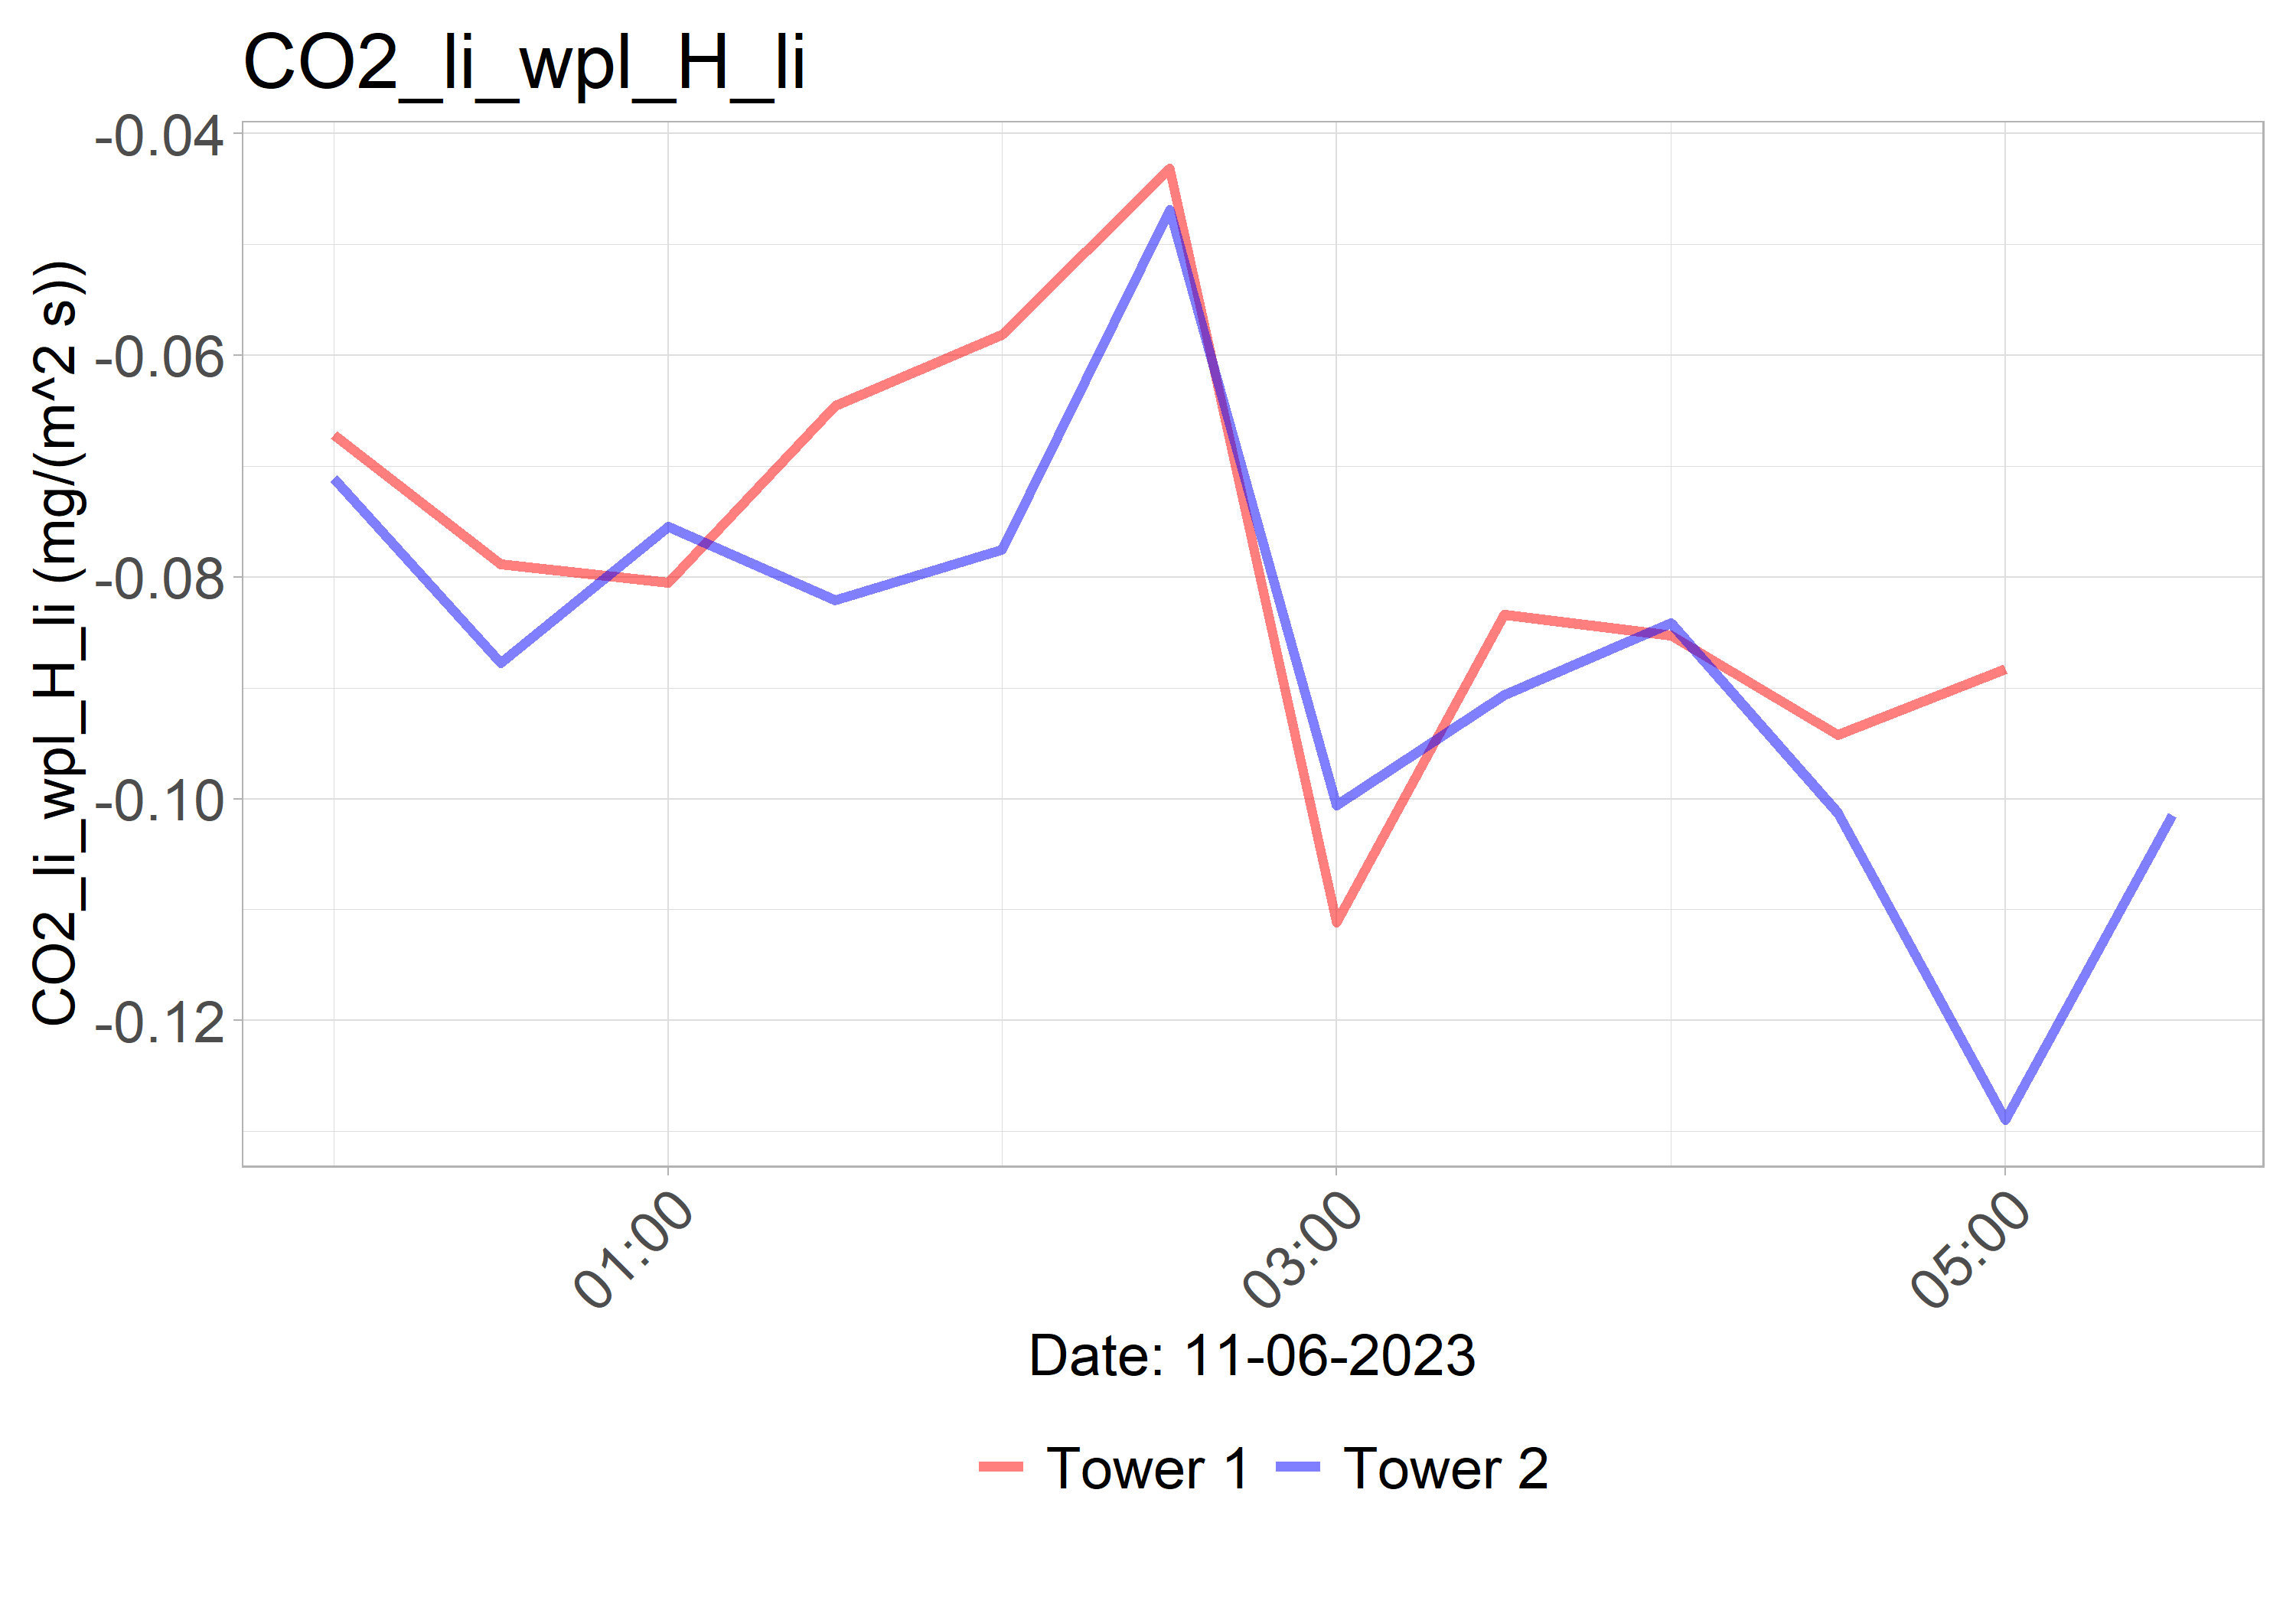 CO2_li_wpl_H_li
CO2_li_wpl_H_li (mg/(m^2 s))
-0.04
-0.06
-0.08
-0.10
-0.12
01:00
03:00
05:00
Date: 11-06-2023
Tower 1
Tower 2